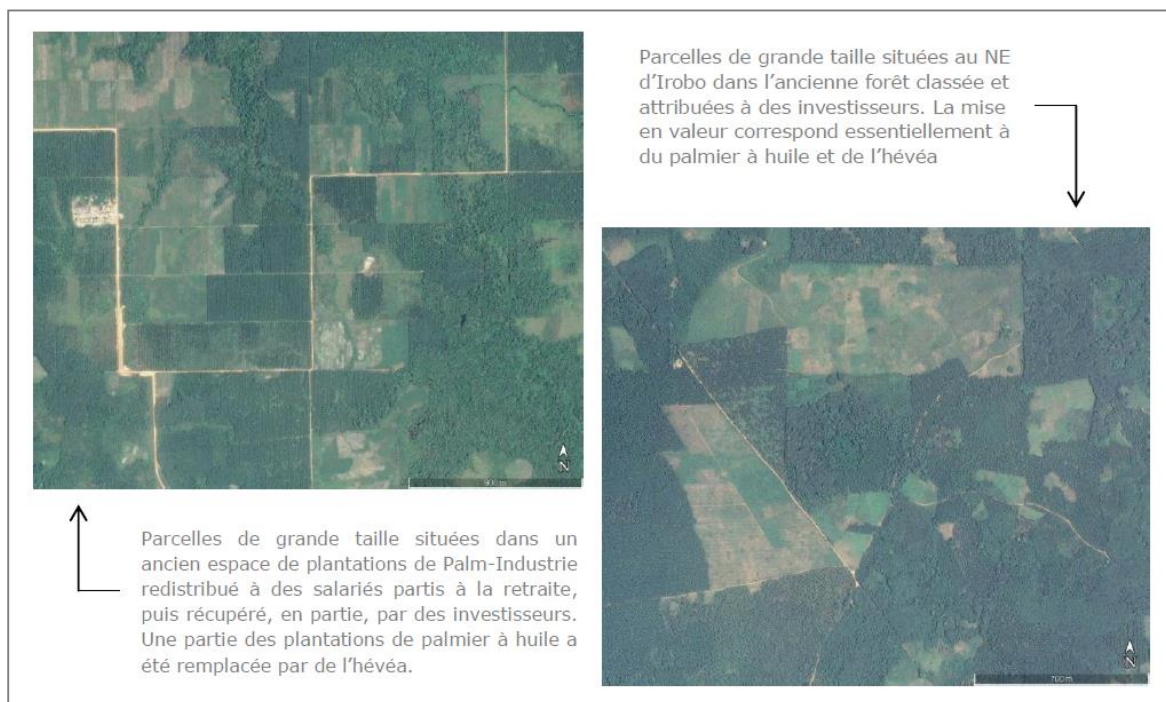 Parcelles de grande taille situées au NE
d'Irobo dans l'ancienne forêt classée et
attribuées à des investisseurs. La mise
en valeur correspond essentiellement à
du palmier à huile et de l'hévéa
N
900 m
Parcelles de grande taille situées dans un
ancien espace de plantations de Palm-Industrie
redistribué à des salariés partis à la retraite,
puis récupéré, en partie, par des investisseurs.
Une partie des plantations de palmier à huile a
été remplacée par de l'hévéa.
N
700 m